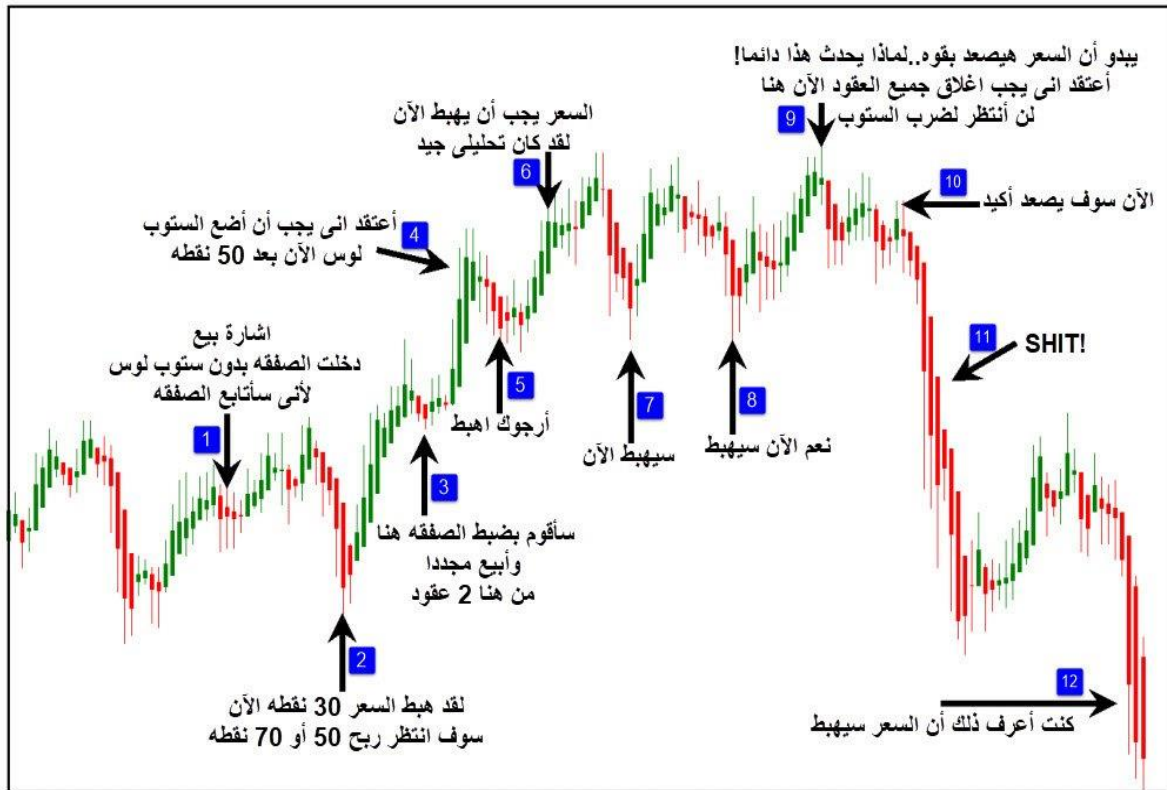 اشارة بيع
دخلت الصفقه بدون ستوب لوس
لأنى سأتابع الصفقه
1
2
لقد هبط السعر 30 نقطه الآن
سوف انتظر ربح 50 أو 70 نقطه
3
سأقوم بضبط الصفقه هنا
وأبيع مجددا
من هنا 2 عقود
أعتقد انى يجب أن أضع الستوب
لوس الآن بعد 50 نقطه
4
5
أرجوك اهبط
السعر يجب أن يهبط الآن
لقد كان تحليلى جيد
6
7
سيهبط الآن
8
نعم الآن سيهبط
يبدو أن السعر هيصعد بقوه..لماذا يحدث هذا دائما!
أعتقد انى يجب اغلاق جميع العقود الآن هنا
لن أنتظر لضرب الستوب
9
10
الآن سوف يصعد أكيد
11
SHIT!
12
كنت أعرف ذلك أن السعر سيهبط